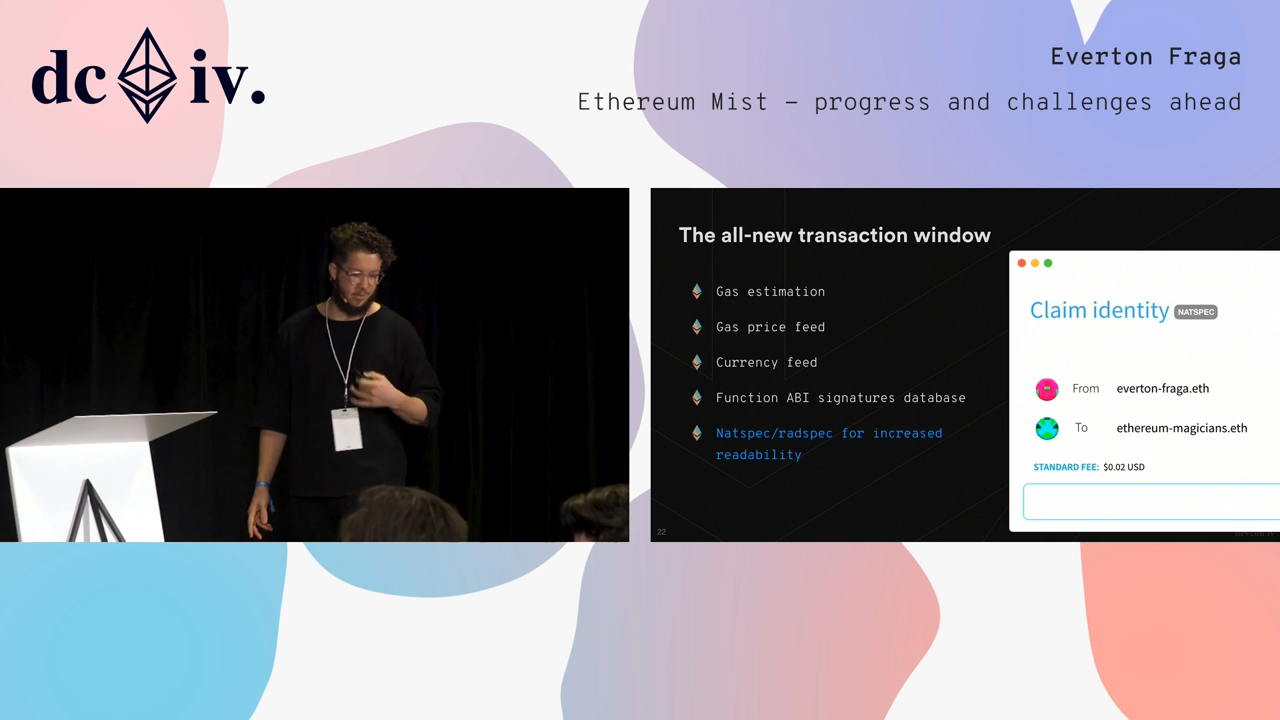 dc iv.
Everton Fraga
Ethereum Mist – progress and challenges ahead
The all-new transaction window
Gas estimation
Gas price feed
Currency feed
Function ABI signatures database
Natspec/radspec for increased
readability
Claim identity NATSPEC
From everton-fraga.eth
To ethereum-magicians.eth
STANDARD FEE: $0.02 USD
22